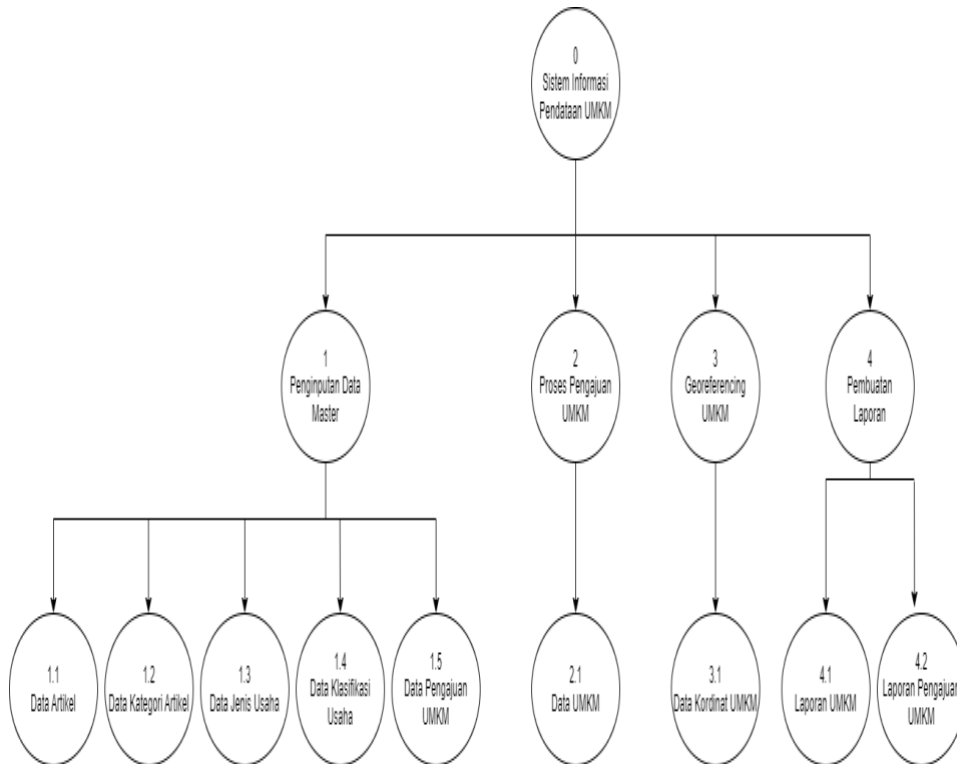 0
Sistem Informasi
Pendataan UMKM
1
Penginputan Data
Master
2
Proses Pengajuan
UMKM
3
Georeferencing
UMKM
4
Pembuatan
Laporan
1.1
Data Artikel
1.2
Data Kategori Artikel
1.3
Data Jenis Usaha
1.4
Data Klasifikasi
Usaha
1.5
Data Pengajuan
UMKM
2.1
Data UMKM
3.1
Data Kordinat UMKM
4.1
Laporan UMKM
4.2
Laporan Pengajuan
UMKM